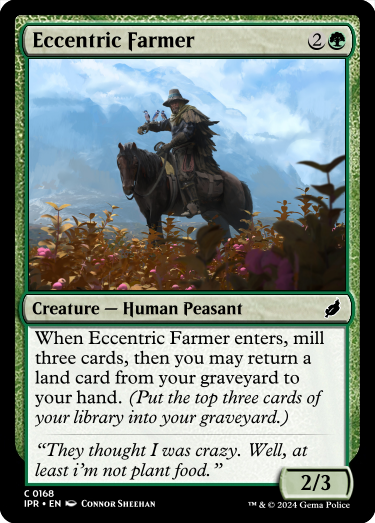 Eccentric Farmer 2
Creature — Human Peasant
When Eccentric Farmer enters, mill
three cards, then you may return a
land card from your graveyard to
your hand. (Put the top three cards of
your library into your graveyard.)
“They thought I was crazy. Well, at
least i’m not plant food.”
2/3
C 0168
IPR • EN Connor Sheehan
™ & © 2024 Gema Police